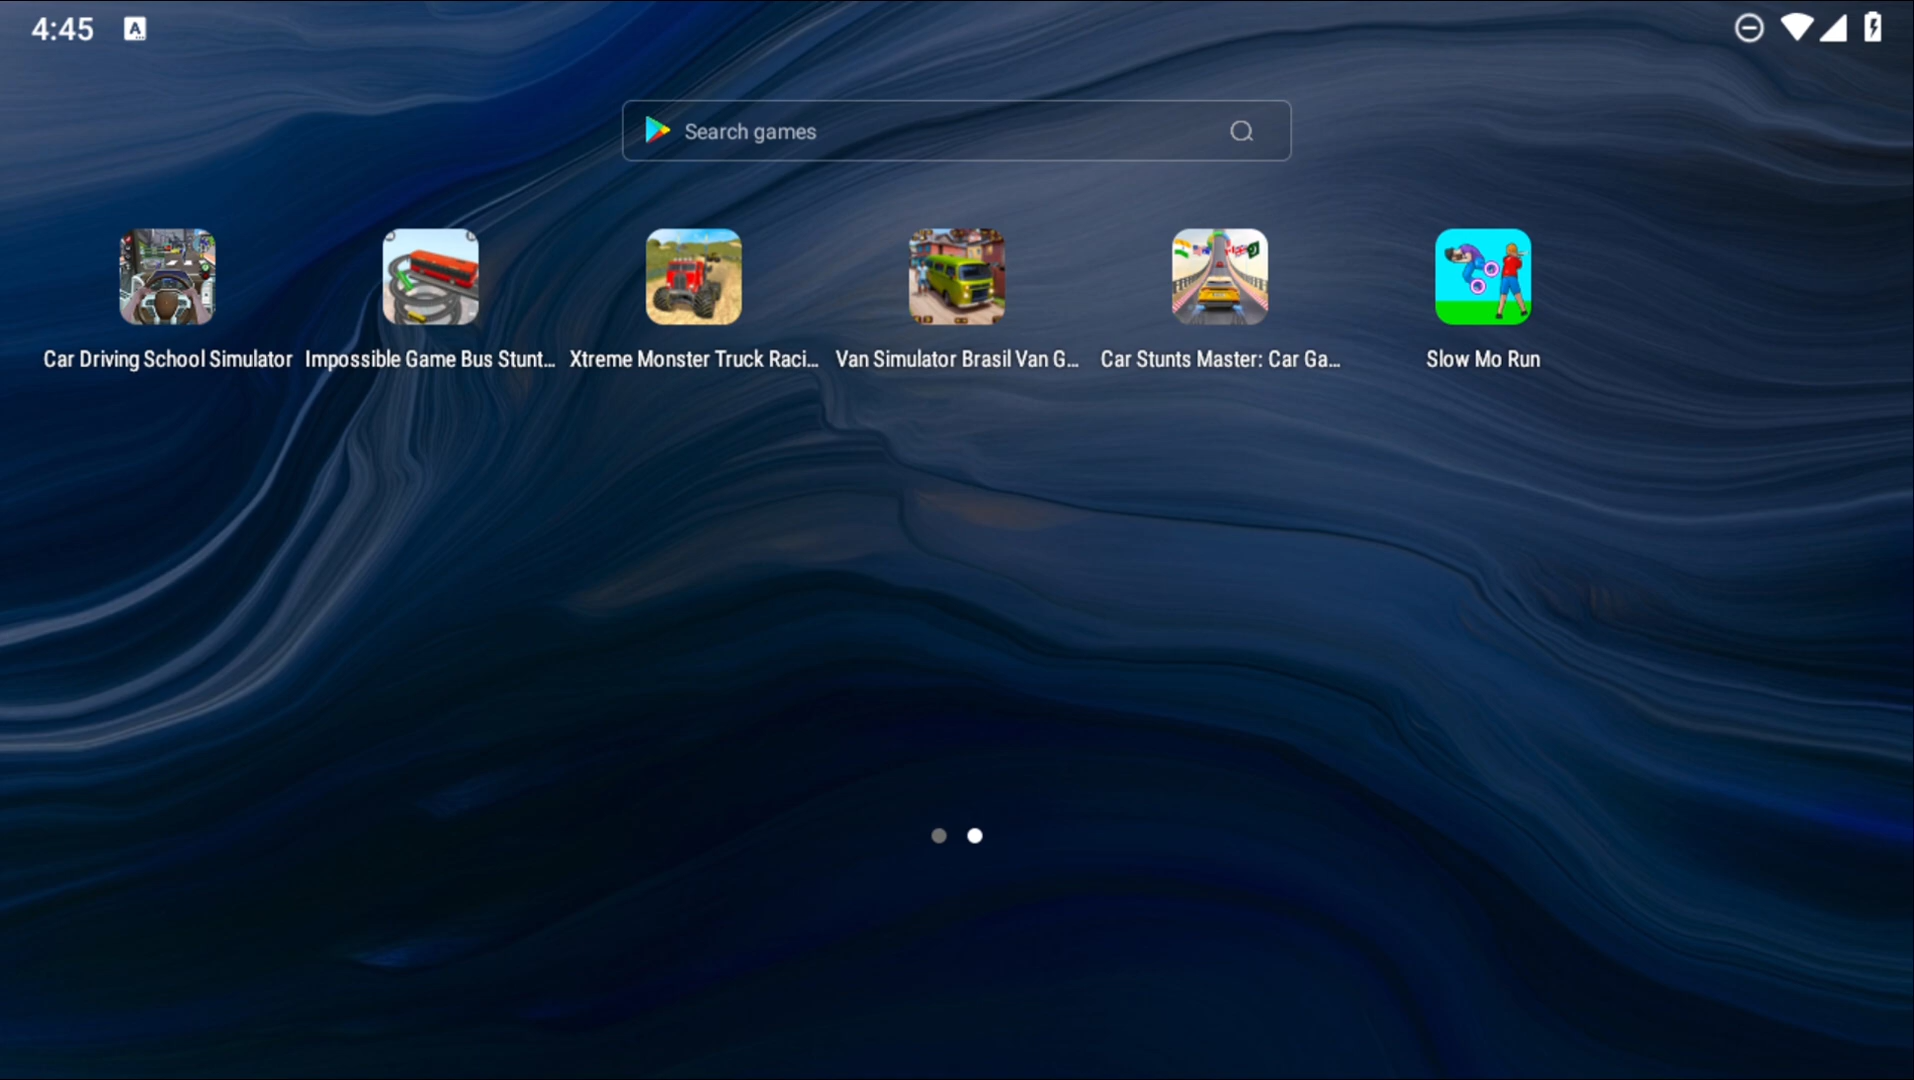 4:45
Search games
Car Driving School Simulator
Impossible Game Bus Stunt...
Xtreme Monster Truck Raci...
Van Simulator Brasil Van G...
Car Stunts Master: Car Ga...
Slow Mo Run